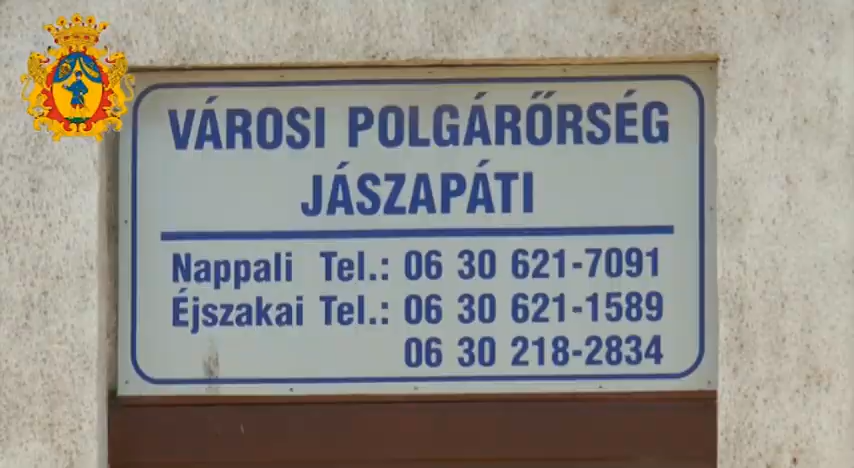 VÁROSI POLGÁRŐRSÉG
JÁSZAPÁTI
Nappali Tel.: 06 30 621-7091
Éjszakai Tel.: 06 30 621-1589
06 30 218-2834